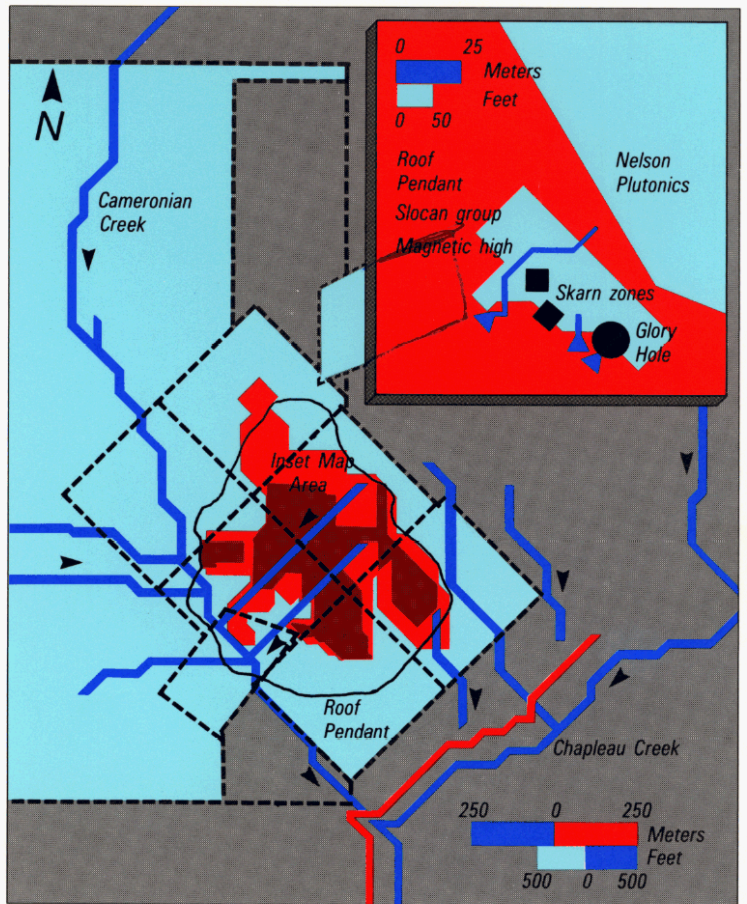 N
Cameronian
Creek
0 25
Meters
Feet
0 50
Roof
Pendant
Slocan group
Magnetic high
Nelson
Plutonics
Skarn zones
Glory
Hole
Inset Map
Area
Roof
Pendant
Chapleau Creek
250 0 250
Meters
Feet
500 0 500